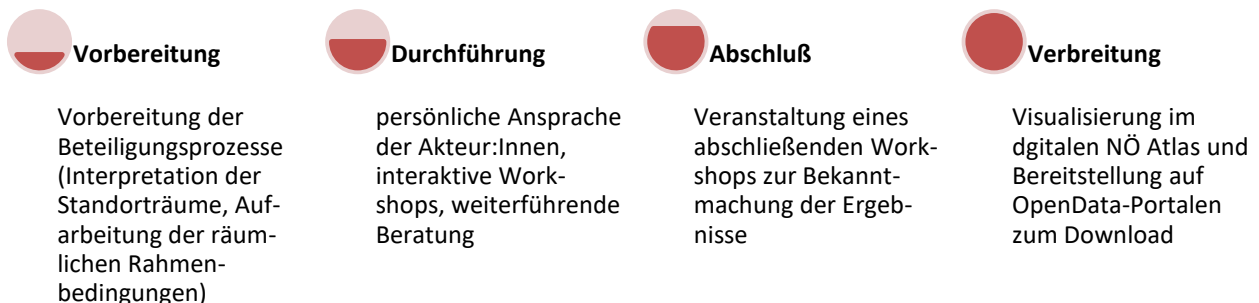 Vorbereitung
Vorbereitung der
Beteiligungsprozesse
(Interpretation der
Standorträume, Auf-
arbeitung der räum-
lichen Rahmen-
bedingungen)
Durchführung
persönliche Ansprache
der Akteur:Innen,
interaktive Work-
shops, weiterführende
Beratung
Abschluß
Veranstaltung eines
abschließenden Work-
shops zur Bekannt-
machung der Ergeb-
nisse
Verbreitung
Visualisierung im
dgitalen NÖ Atlas und
Bereitstellung auf
OpenData-Portalen
zum Download